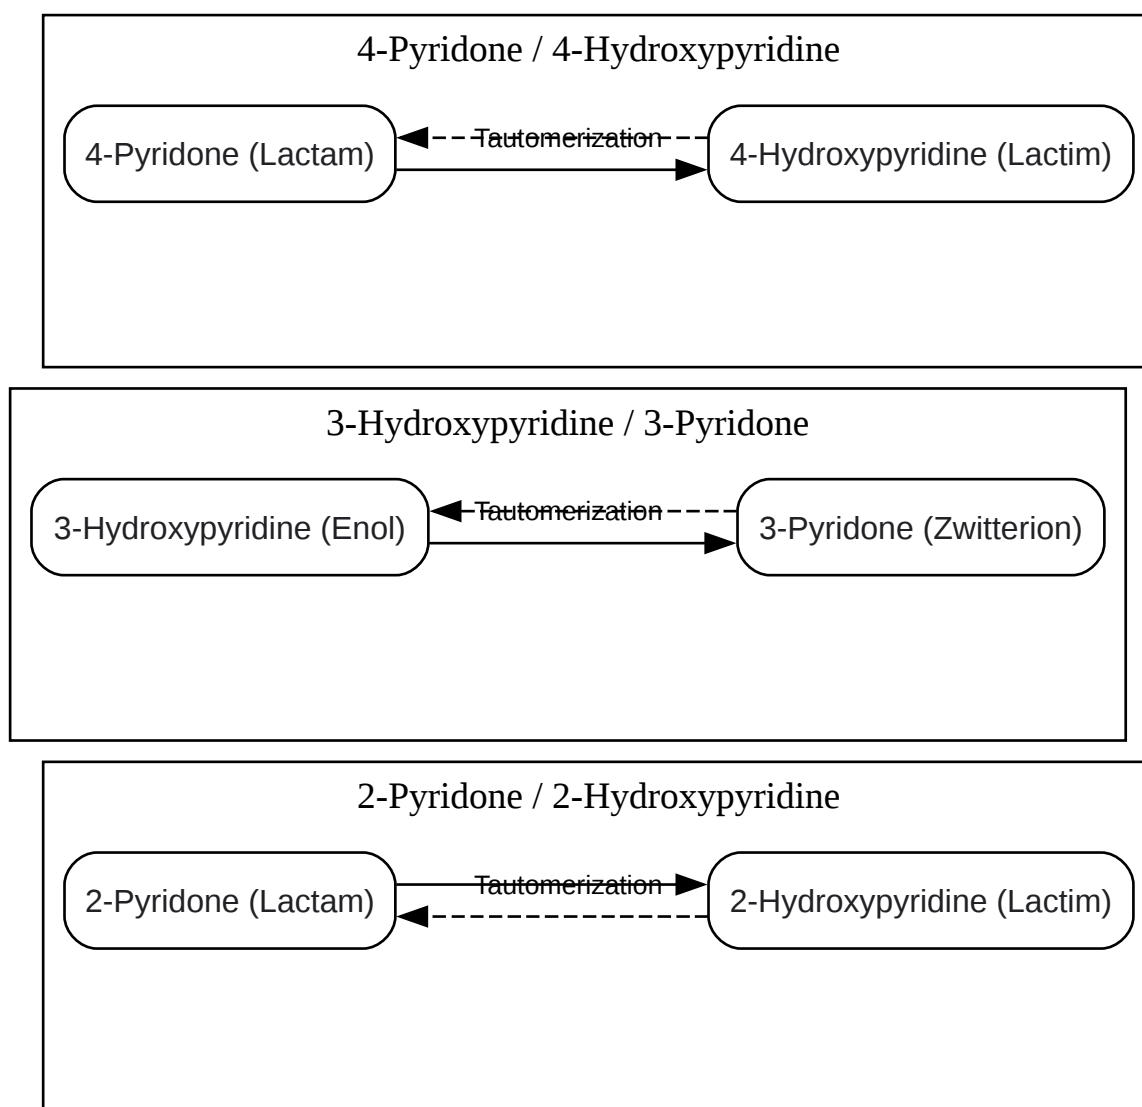 4-Pyridone / 4-Hydroxypyridine
4-Pyridone (Lactam)
Tautomerization
4-Hydroxypyridine (Lactim)
3-Hydroxypyridine / 3-Pyridone
3-Hydroxypyridine (Enol)
Tautomerization
3-Pyridone (Zwitterion)
2-Pyridone / 2-Hydroxypyridine
2-Pyridone (Lactam)
Tautomerization
2-Hydroxypyridine (Lactim)